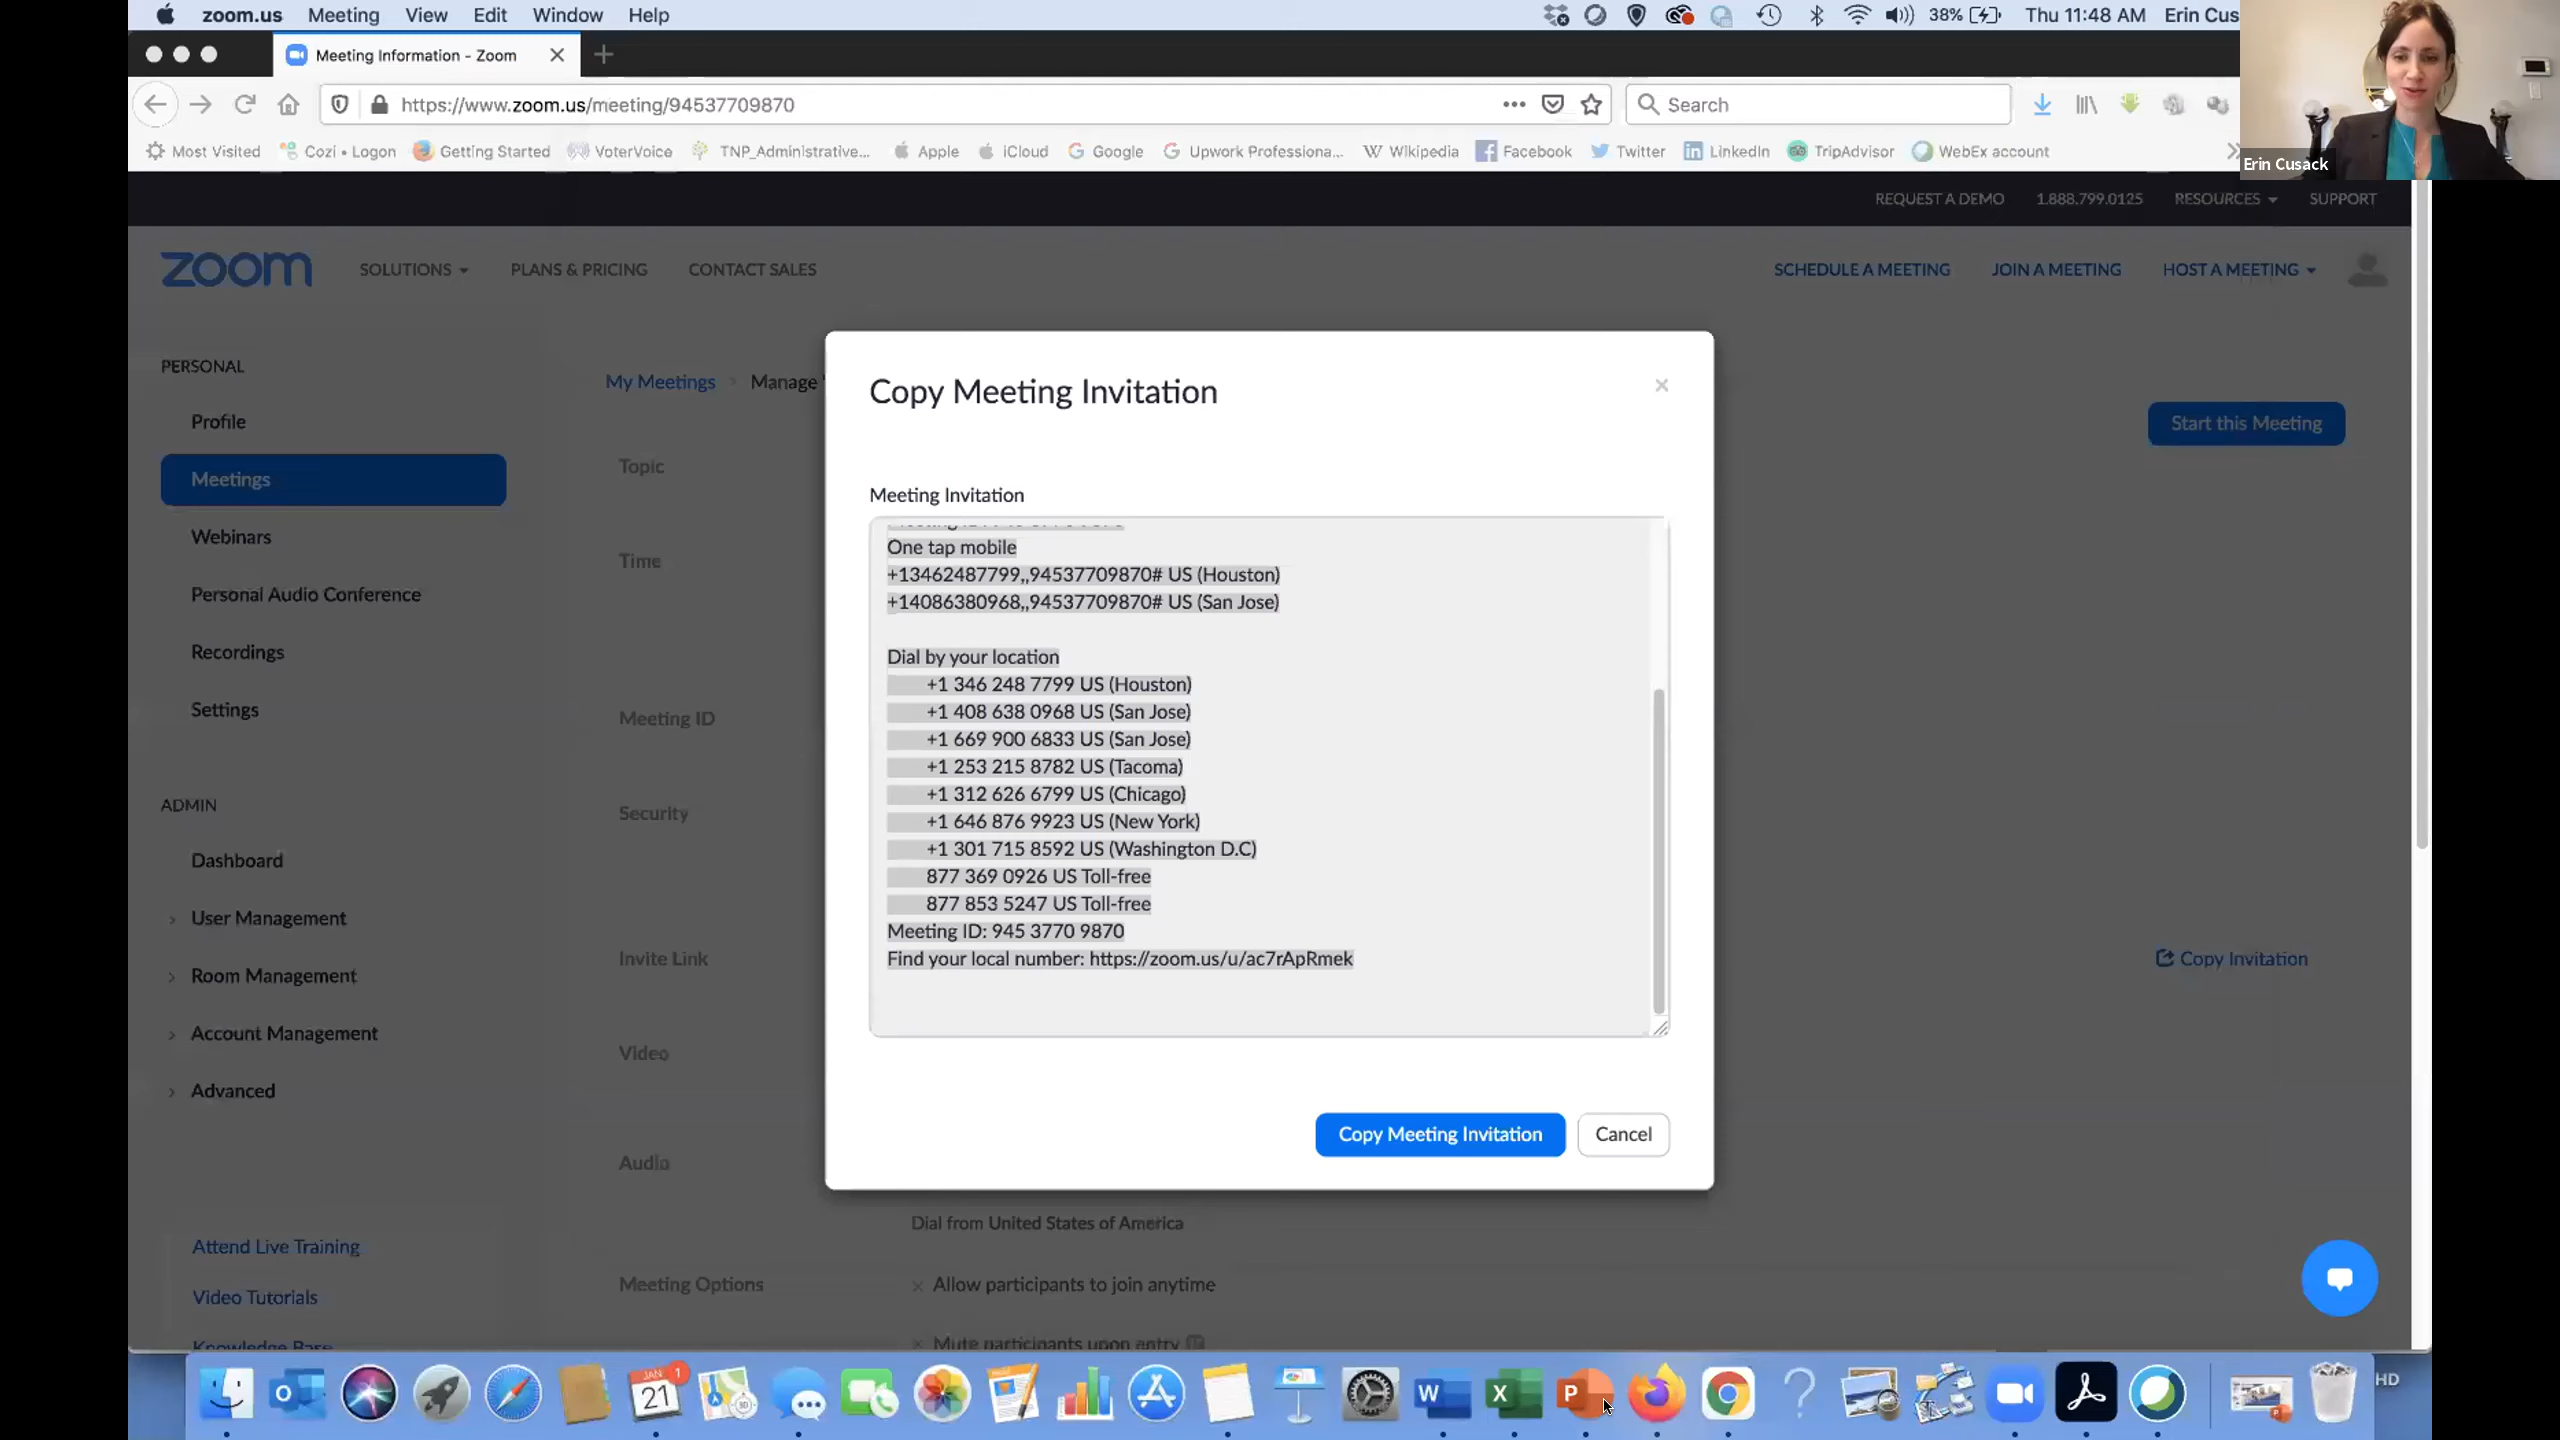 zoom.us Meeting View Edit Window Help
38% Thu 11:48 AM Erin Cus
Meeting Information - Zoom
https://www.zoom.us/meeting/94537709870
Search
Most Visited Cozi • Logon Getting Started VoterVoice TNP_Administrative... Apple iCloud Google Upwork Professiona... Wikipedia Facebook Twitter LinkedIn TripAdvisor WebEx account
Erin Cusack
REQUEST A DEMO 1.888.799.0125 RESOURCES SUPPORT
zoom SOLUTIONS PLANS & PRICING CONTACT SALES SCHEDULE A MEETING JOIN A MEETING HOST A MEETING
PERSONAL
Profile
Meetings
Webinars
Personal Audio Conference
Recordings
Settings
ADMIN
Dashboard
User Management
Room Management
Account Management
Advanced
Attend Live Training
Video Tutorials
Knowledge Base
My Meetings > Manage
Start this Meeting
Topic
Time
Meeting ID
Security
Invite Link
Copy Invitation
Video
Audio
Dial from United States of America
Meeting Options
Allow participants to join anytime
Mute participants upon entry
Copy Meeting Invitation
Meeting Invitation
One tap mobile
+13462487799,,94537709870# US (Houston)
+14086380968,,94537709870# US (San Jose)
Dial by your location
+1 346 248 7799 US (Houston)
+1 408 638 0968 US (San Jose)
+1 669 900 6833 US (San Jose)
+1 253 215 8782 US (Tacoma)
+1 312 626 6799 US (Chicago)
+1 646 876 9923 US (New York)
+1 301 715 8592 US (Washington D.C)
877 369 0926 US Toll-free
877 853 5247 US Toll-free
Meeting ID: 945 3770 9870
Find your local number: https://zoom.us/u/ac7rApRmek
Copy Meeting Invitation
Cancel
JAN
21
1
HD